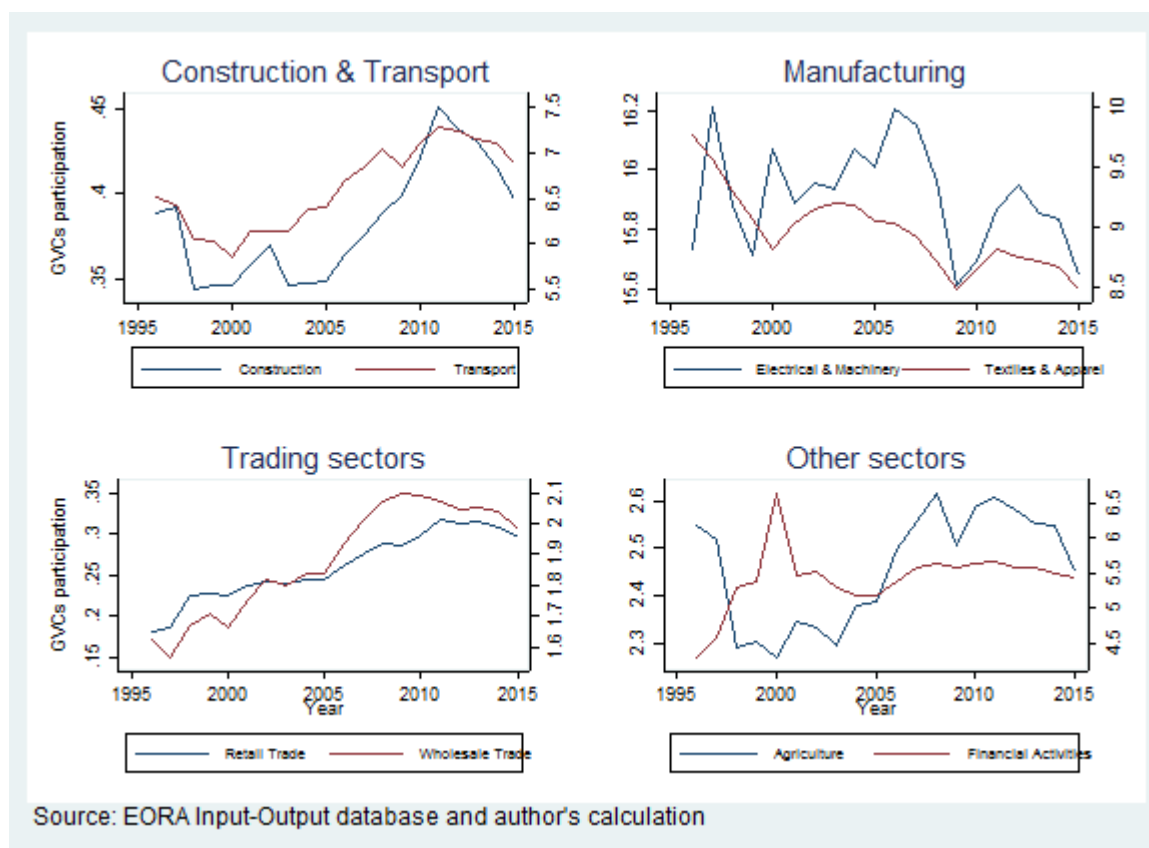 Construction & Transport
GVCs participation
.45
.4
.35
7.5
7
6.5
6
5.5
1995 2000 2005 2010 2015
Construction Transport
Manufacturing
16.2
16
15.8
15.6
10
9.5
9
8.5
1995 2000 2005 2010 2015
Electrical & Machinery Textiles & Apparel
Trading sectors
GVCs participation
.35
.3
.25
.2
.15
2.1
2
1.9
1.8
1.7
1.6
1995 2000 2005 2010 2015
Year
Retail Trade Wholesale Trade
Other sectors
2.6
2.5
2.4
2.3
6.5
6
5.5
5
4.5
1995 2000 2005 2010 2015
Year
Agriculture Financial Activities
Source: EORA Input-Output database and author's calculation